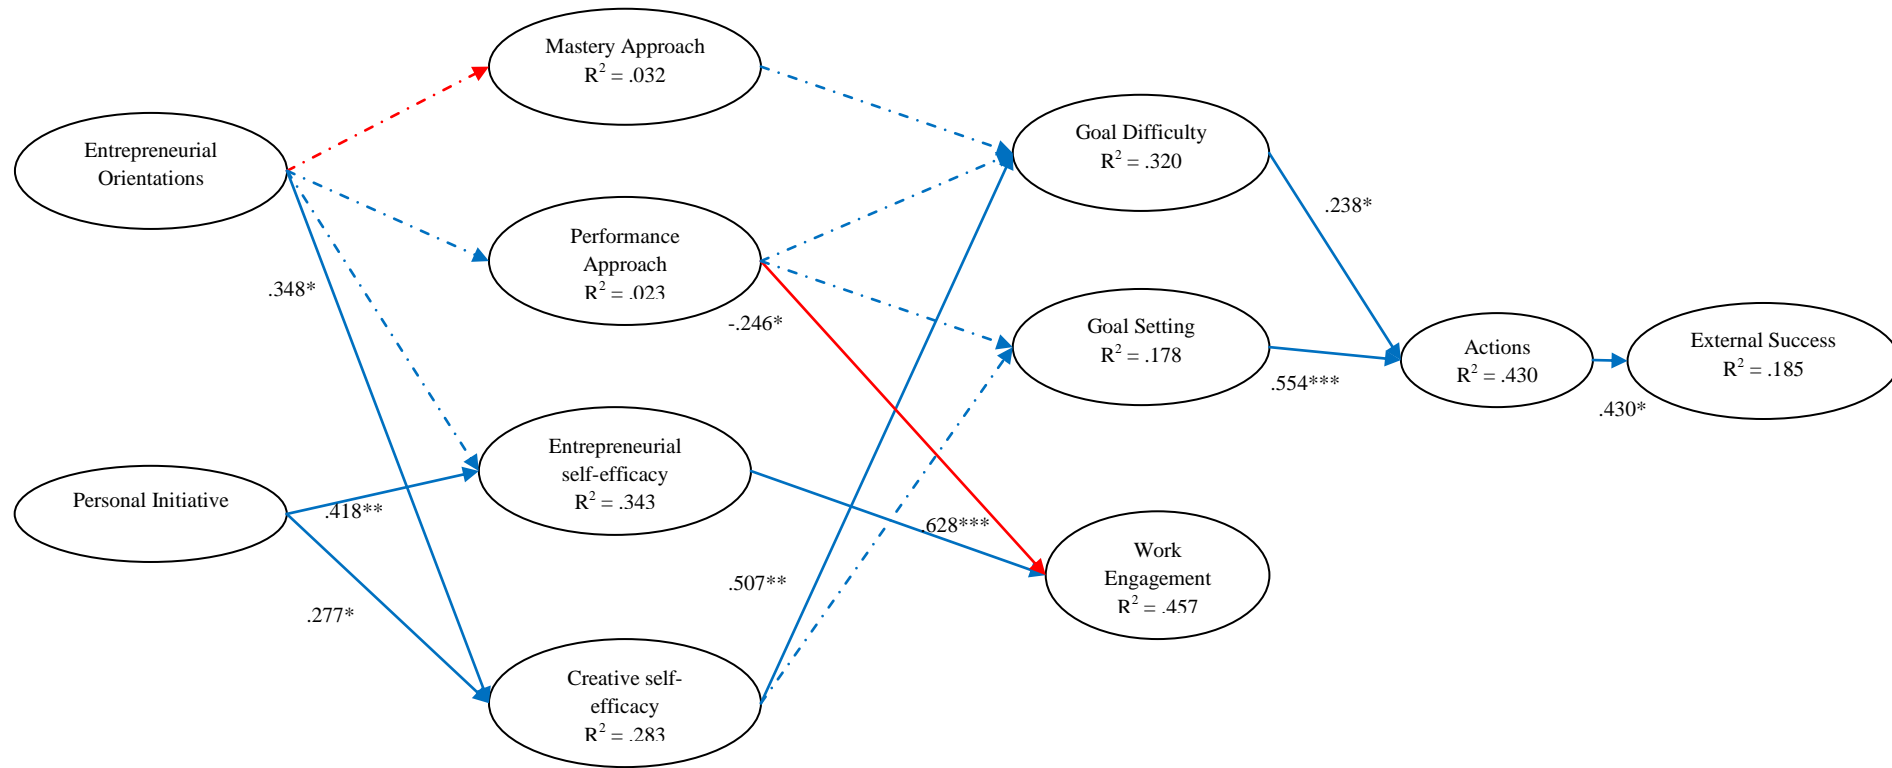 Mastery Approach
R² = .032
Entrepreneurial
Orientations
Goal Difficulty
R² = .320
.238*
Performance
Approach
R² = .023
.348*
-.246*
Goal Setting
R² = .178
.554***
Actions
R² = .430
.430*
External Success
R² = .185
Entrepreneurial
self-efficacy
R² = .343
Personal Initiative
.418**
.628***
.277*
.507**
Work
Engagement
R² = .457
Creative self-
efficacy
R² = .283